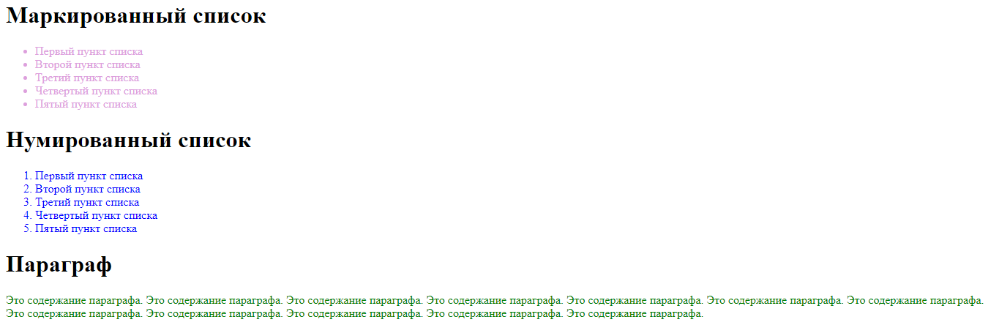 Маркированный список
• Первый пункт списка
• Второй пункт списка
• Третий пункт списка
• Четвертый пункт списка
• Пятый пункт списка
Нумированный список
1. Первый пункт списка
2. Второй пункт списка
3. Третий пункт списка
4. Четвертый пункт списка
5. Пятый пункт списка
Параграф
Это содержание параграфа. Это содержание параграфа. Это содержание параграфа. Это содержание параграфа. Это содержание параграфа. Это содержание параграфа. Это содержание параграфа.
Это содержание параграфа. Это содержание параграфа. Это содержание параграфа. Это содержание параграфа. Это содержание параграфа.